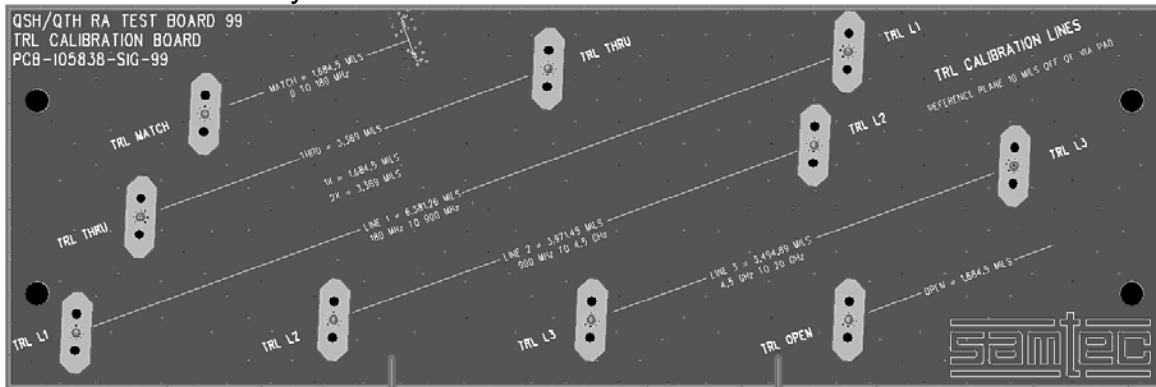 QSH/QTH RA TEST BOARD 99
TRL CALIBRATION BOARD
PCB-105838-SIG-99
MATCH = 1,684.5 MILS
0 TO 180 MHz
TRL MATCH
TRL THRU
TRL L1
TRL CALIBRATION LINES
REFERENCE PLANE 10 MILS OFF OF VIA PAD
TRL L2
TRL L3
THRU = 3,369 MILS
1X = 1,684.5 MILS
2X = 3,369 MILS
TRL THRU
LINE 1 = 6,381.26 MILS
180 MHz TO 900 MHz
LINE 2 = 3,971.45 MILS
900 MHz TO 4.5 GHz
LINE 3 = 3,494.89 MILS
4.5 GHz TO 20 GHz
OPEN = 1,684.5 MILS
TRL L1
TRL L2
TRL L3
TRL OPEN
samtec